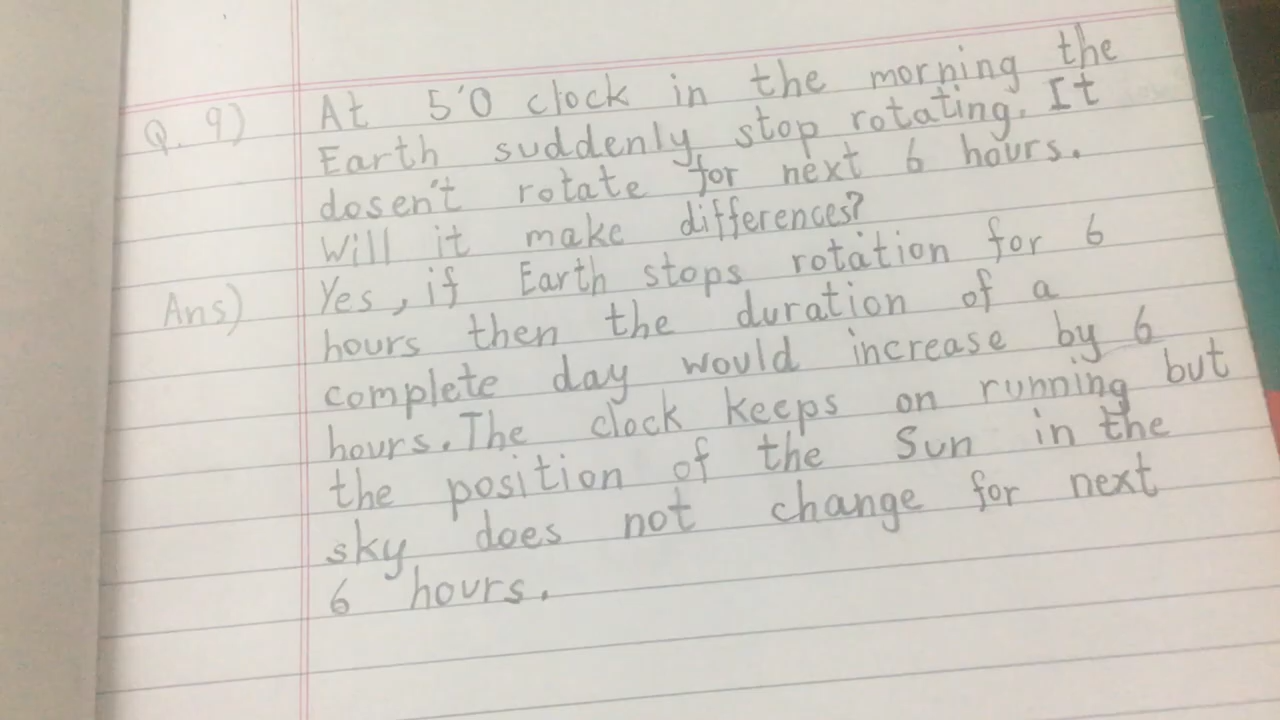 Q. 9) At 5'0 clock in the morning the
Earth suddenly stop rotating. It
dosen't rotate for next 6 hours.
Will it make differences?
Ans) Yes, if Earth stops rotation for 6
hours then the duration of a
complete day would increase by 6
hours. The clock keeps on running but
the position of the Sun in the
sky does not change for next
6 hours.